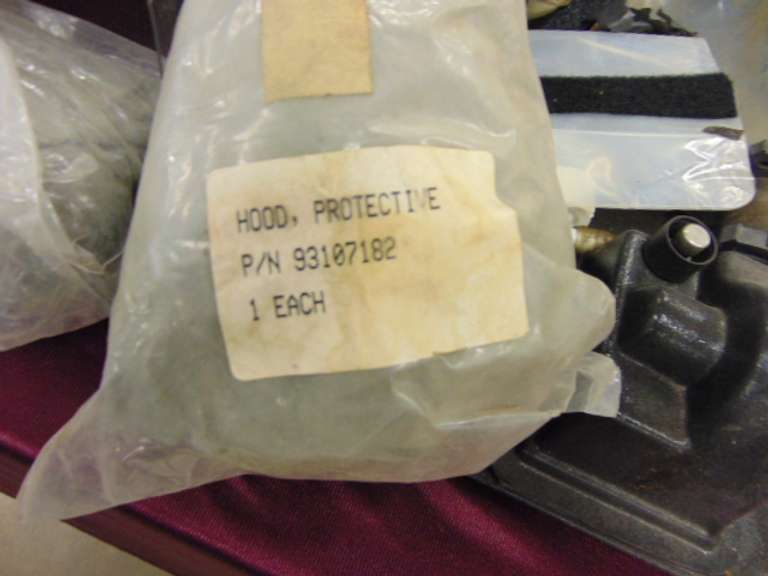 HOOD, PROTECTIVE
P/N 93107182
1 EACH